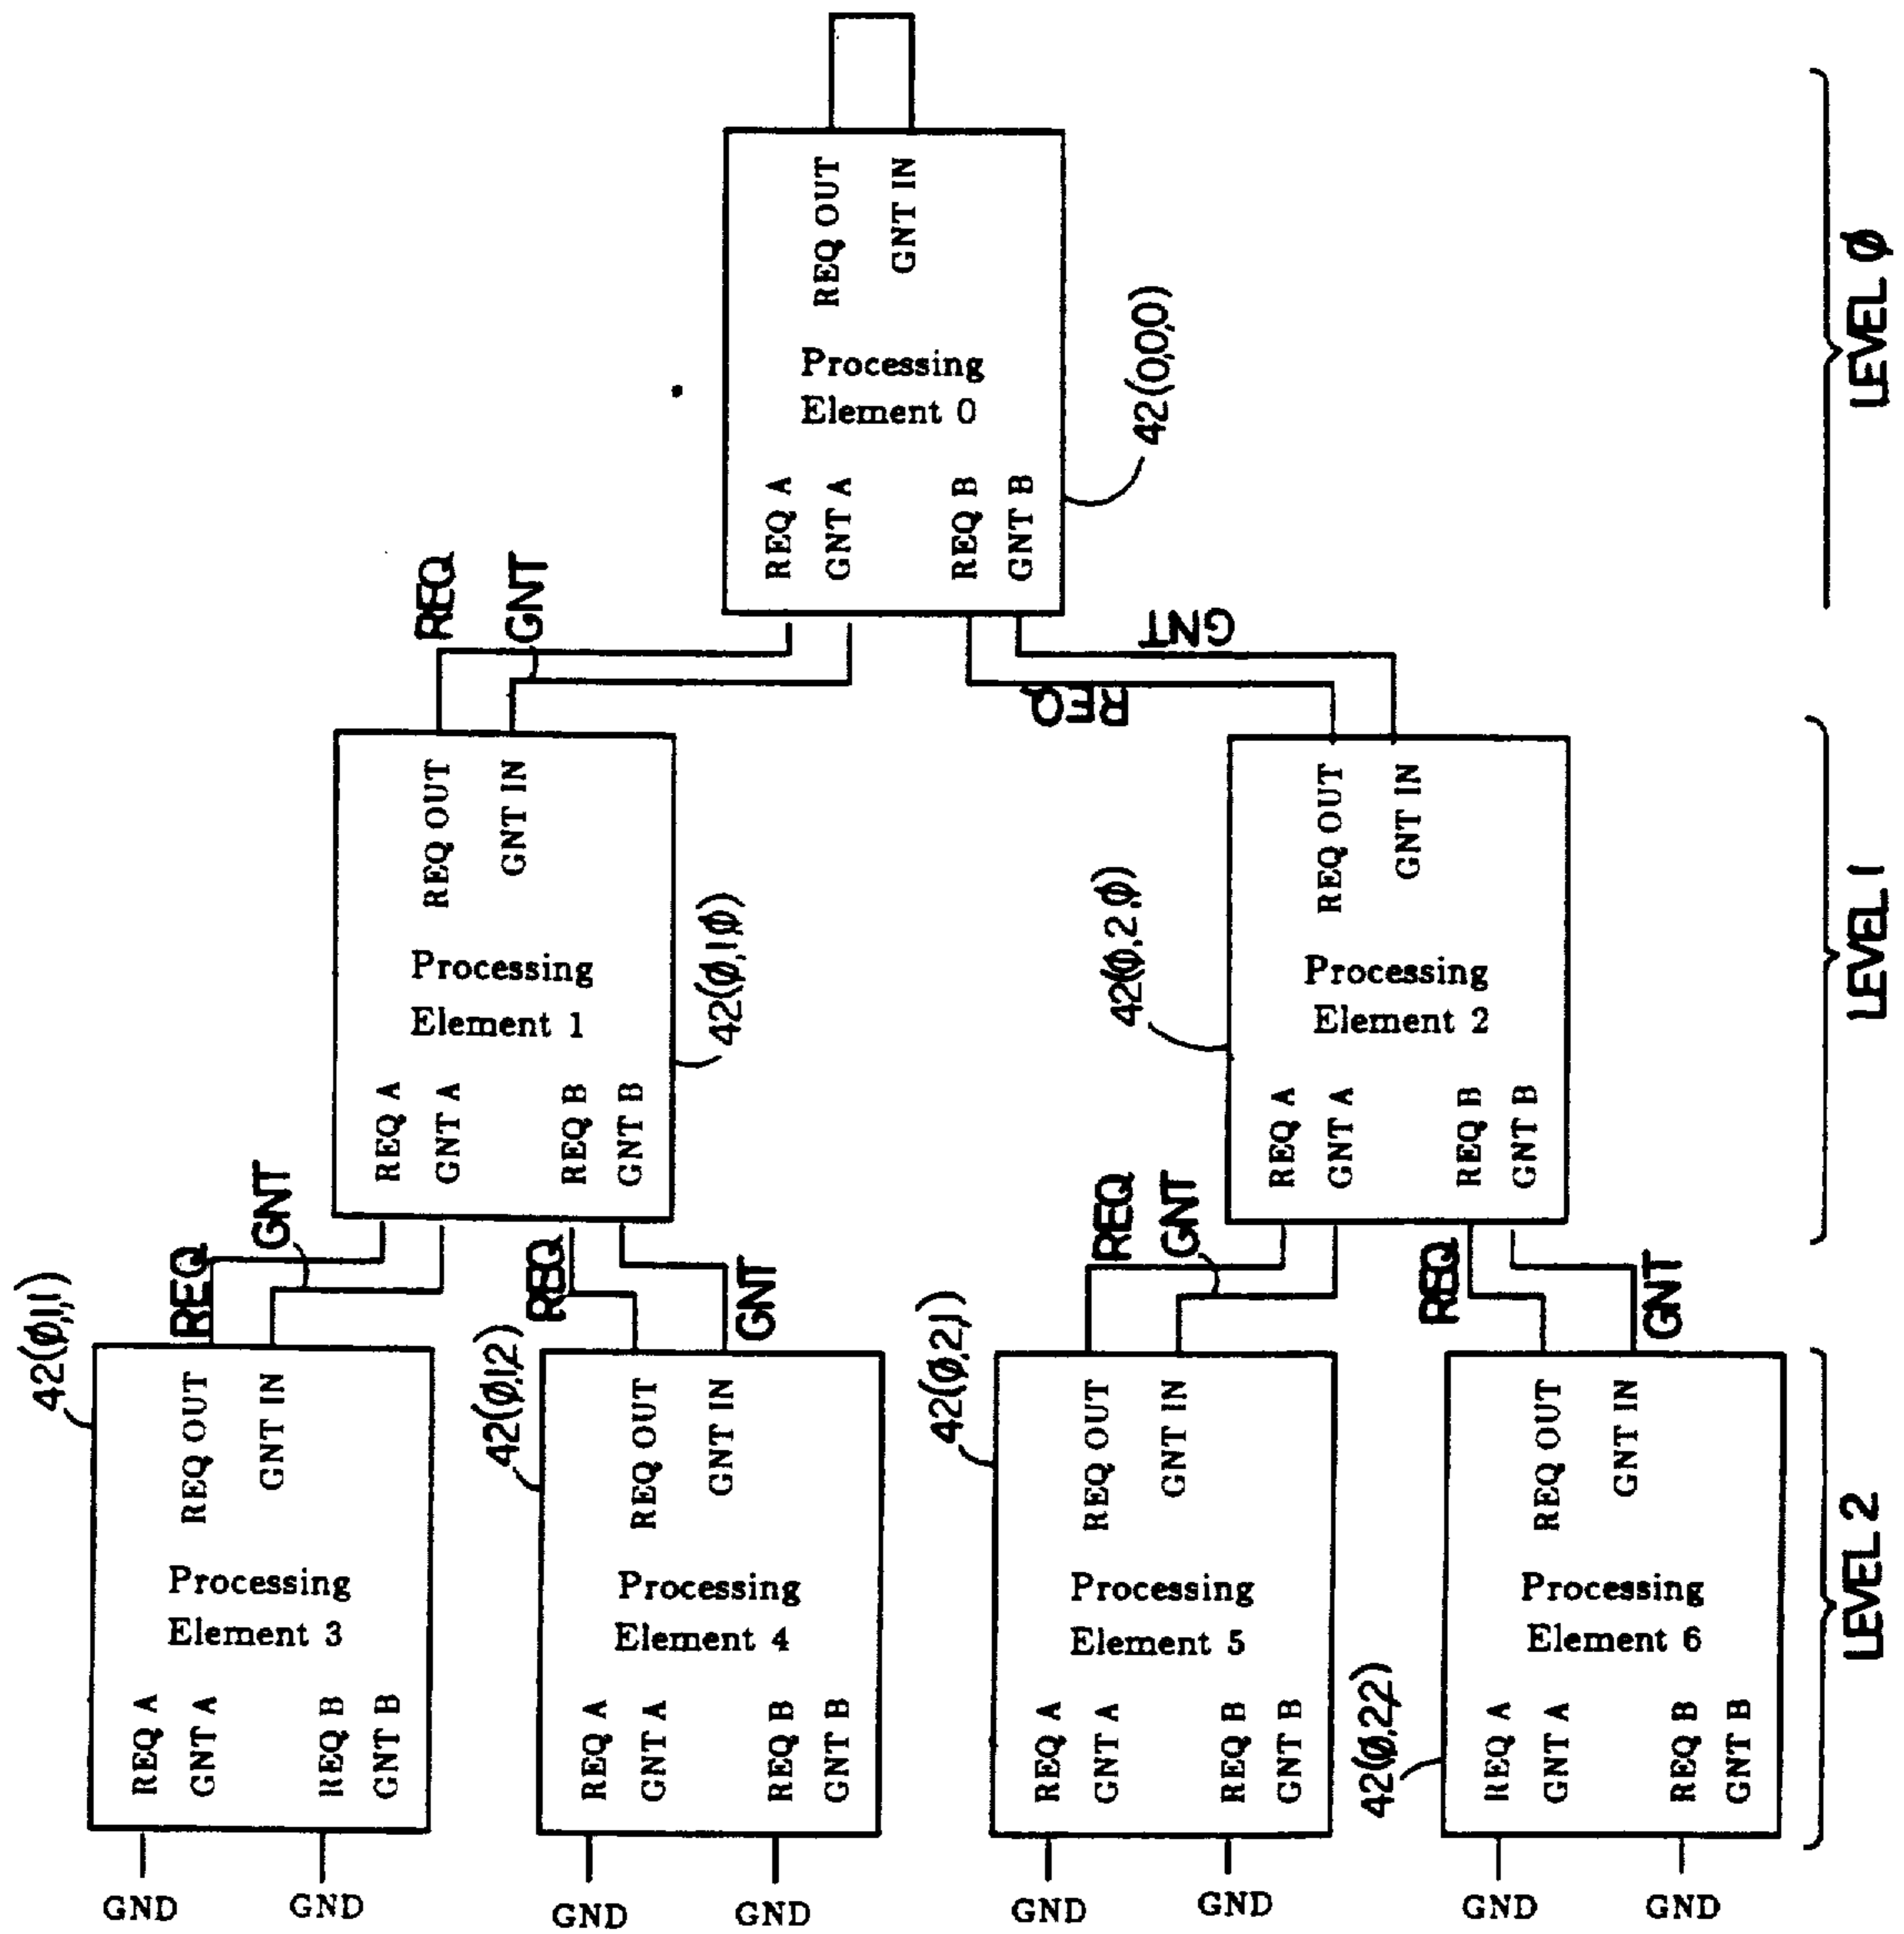 REQ OUT
GNT IN
Processing
Element 0
REQ A
GNT A
REQ B
GNT B
42(0,0,0)
LEVEL Ø
REQ
GNT
REQ
GNT
REQ OUT
GNT IN
Processing
Element 1
REQ A
GNT A
REQ B
GNT B
42(Ø,1Ø)
REQ OUT
GNT IN
Processing
Element 2
REQ A
GNT A
REQ B
GNT B
42(Ø,2,Ø)
LEVEL 1
REQ
GNT
REQ
GNT
REQ
GNT
REQ
GNT
42(Ø,1,1)
REQ OUT
GNT IN
Processing
Element 3
REQ A
GNT A
REQ B
GNT B
GND
GND
42(Ø,1,2)
REQ OUT
GNT IN
Processing
Element 4
REQ A
GNT A
REQ B
GNT B
GND
GND
42(Ø,2,1)
REQ OUT
GNT IN
Processing
Element 5
REQ A
GNT A
REQ B
GNT B
GND
GND
42(Ø,2,2)
REQ OUT
GNT IN
Processing
Element 6
REQ A
GNT A
REQ B
GNT B
GND
GND
LEVEL 2